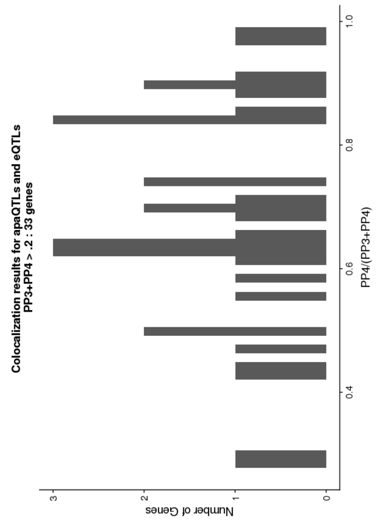 Colocalization results for apaQTLs and eQTLs
PP3+PP4 > .2 : 33 genes
Number of Genes
3
2
1
0
0.4
0.6
0.8
1.0
PP4/(PP3+PP4)